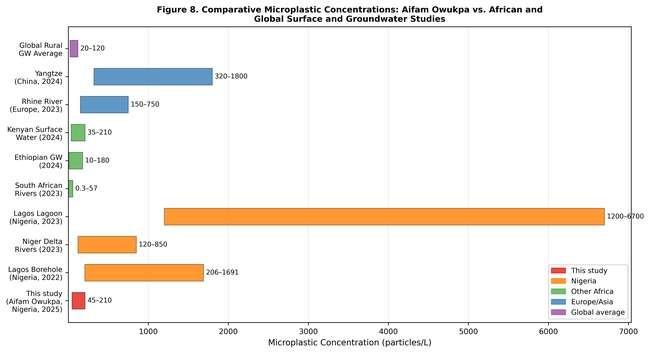 Figure 8. Comparative Microplastic Concentrations: Aifam Owukpa vs. African and
Global Surface and Groundwater Studies
Global Rural
GW Average
20–120
Yangtze
(China, 2024)
320–1800
Rhine River
(Europe, 2023)
150–750
Kenyan Surface
Water (2024)
35–210
Ethiopian GW
(2024)
10–180
South African
Rivers (2023)
0.3–57
Lagos Lagoon
(Nigeria, 2023)
1200–6700
Niger Delta
Rivers (2023)
120–850
Lagos Borehole
(Nigeria, 2022)
206–1691
This study
(Aifam Owukpa,
Nigeria, 2025)
45–210
This study
Nigeria
Other Africa
Europe/Asia
Global average
1000 2000 3000 4000 5000 6000 7000
Microplastic Concentration (particles/L)